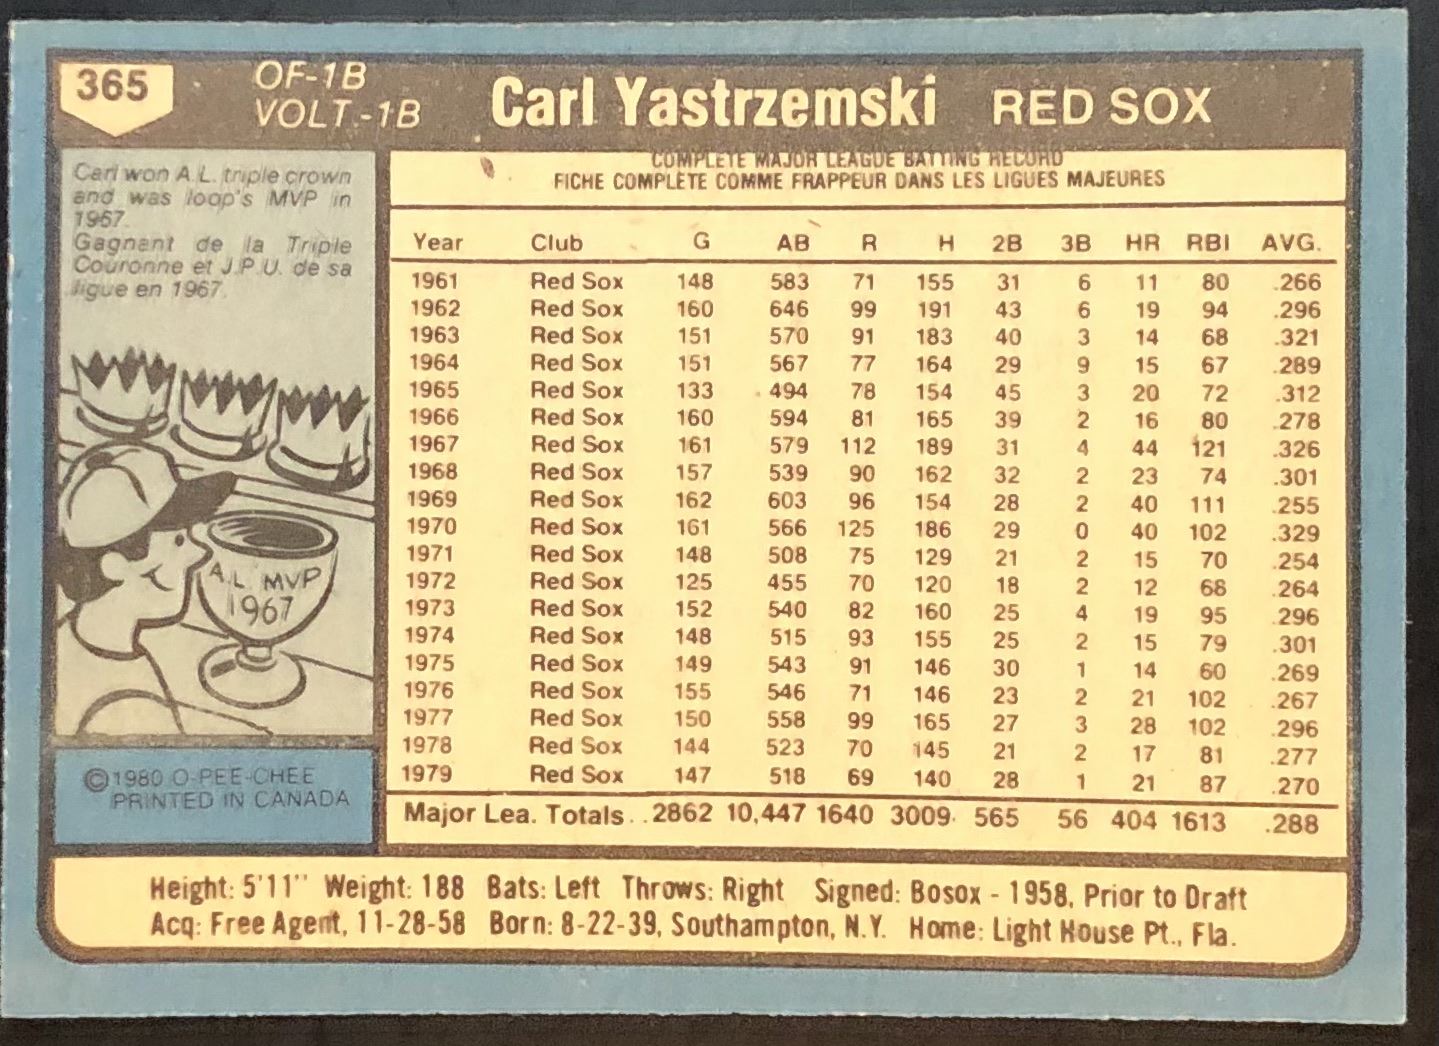 365
OF-1B
VOLT.-1B
Carl Yastrzemski RED SOX
Carl won A.L. triple crown
and was loop's MVP in
1967.
Gagnant de la Triple
Couronne et J.P.U. de sa
ligue en 1967.
A.L. MVP
1967
©1980 O-PEE-CHEE
PRINTED IN CANADA
COMPLETE MAJOR LEAGUE BATTING RECORD
FICHE COMPLÈTE COMME FRAPPEUR DANS LES LIGUES MAJEURES
Year Club G AB R H 2B 3B HR RBI AVG.
1961 Red Sox 148 583 71 155 31 6 11 80 .266
1962 Red Sox 160 646 99 191 43 6 19 94 .296
1963 Red Sox 151 570 91 183 40 3 14 68 .321
1964 Red Sox 151 567 77 164 29 9 15 67 .289
1965 Red Sox 133 494 78 154 45 3 20 72 .312
1966 Red Sox 160 594 81 165 39 2 16 80 .278
1967 Red Sox 161 579 112 189 31 4 44 121 .326
1968 Red Sox 157 539 90 162 32 2 23 74 .301
1969 Red Sox 162 603 96 154 28 2 40 111 .255
1970 Red Sox 161 566 125 186 29 0 40 102 .329
1971 Red Sox 148 508 75 129 21 2 15 70 .254
1972 Red Sox 125 455 70 120 18 2 12 68 .264
1973 Red Sox 152 540 82 160 25 4 19 95 .296
1974 Red Sox 148 515 93 155 25 2 15 79 .301
1975 Red Sox 149 543 91 146 30 1 14 60 .269
1976 Red Sox 155 546 71 146 23 2 21 102 .267
1977 Red Sox 150 558 99 165 27 3 28 102 .296
1978 Red Sox 144 523 70 145 21 2 17 81 .277
1979 Red Sox 147 518 69 140 28 1 21 87 .270
Major Lea. Totals . . 2862 10,447 1640 3009 565 56 404 1613 .288
Height: 5'11" Weight: 188 Bats: Left Throws: Right Signed: Bosox - 1958, Prior to Draft
Acq: Free Agent, 11-28-58 Born: 8-22-39, Southampton, N.Y. Home: Light House Pt., Fla.